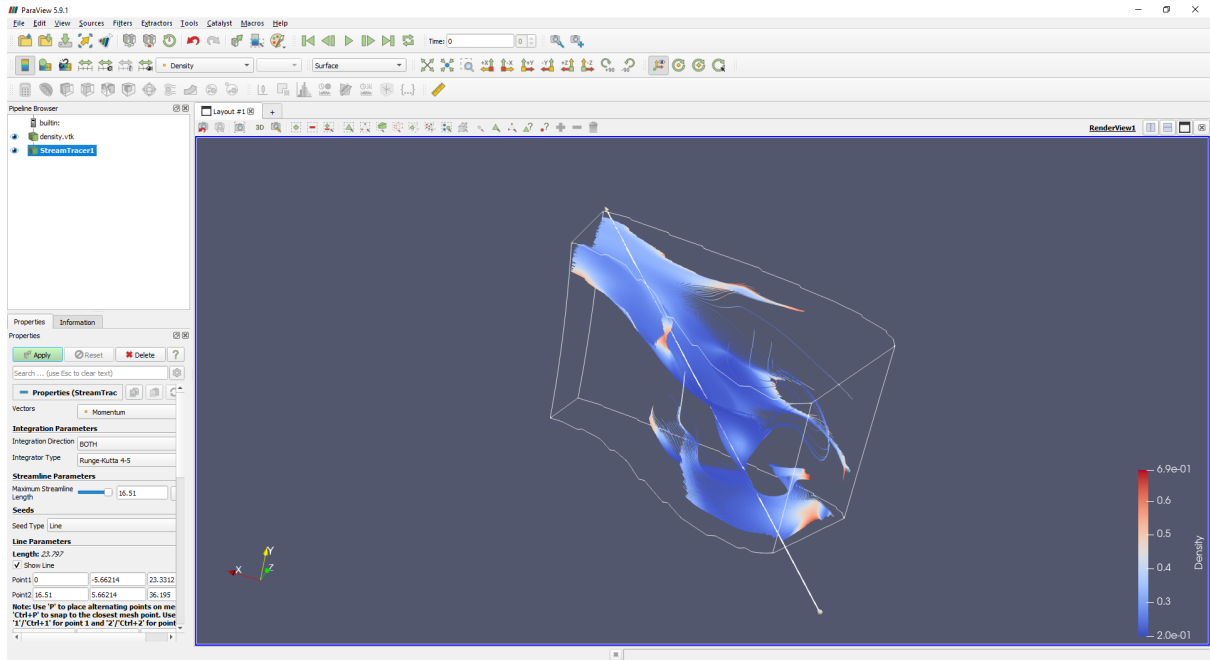 ParaView 5.9.1
File Edit View Sources Filters Extractors Tools Catalyst Macros Help
Time: 0 0
Density Surface
+X -X +Y -Y +Z -Z +90 -90
Pipeline Browser
builtin:
density.vtk
StreamTracer1
Layout #1 +
3D RenderView1
Properties Information
Properties
Apply Reset Delete ?
Search ... (use Esc to clear text)
Properties (StreamTrac
Vectors Momentum
Integration Parameters
Integration Direction BOTH
Integrator Type Runge-Kutta 4-5
Streamline Parameters
Maximum Streamline Length 16.51
Seeds
Seed Type Line
Line Parameters
Length: 23.797
Show Line
Point1 0 -5.66214 23.3312
Point2 16.51 5.66214 36.195
Note: Use 'P' to place alternating points on me
'Ctrl+P' to snap to the closest mesh point. Use
'1'/'Ctrl+1' for point 1 and '2'/'Ctrl+2' for point
X Y Z
6.9e-01
0.6
0.5
0.4
0.3
2.0e-01
Density